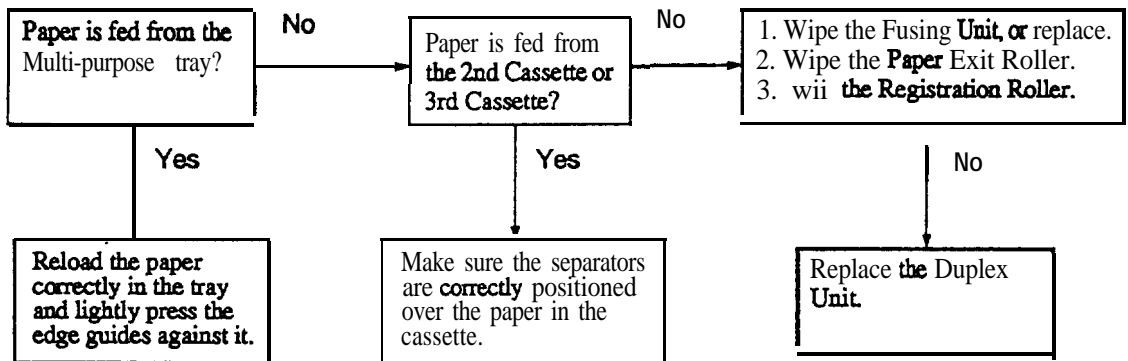 Paper is fed from the
Multi-purpose tray?
No
Paper is fed from
the 2nd Cassette or
3rd Cassette?
No
1. Wipe the Fusing Unit, or replace.
2. Wipe the Paper Exit Roller.
3. wii the Registration Roller.
Yes
Yes
No
Reload the paper
correctly in the tray
and lightly press the
edge guides against it.
Make sure the separators
are correctly positioned
over the paper in the
cassette.
Replace the Duplex
Unit.